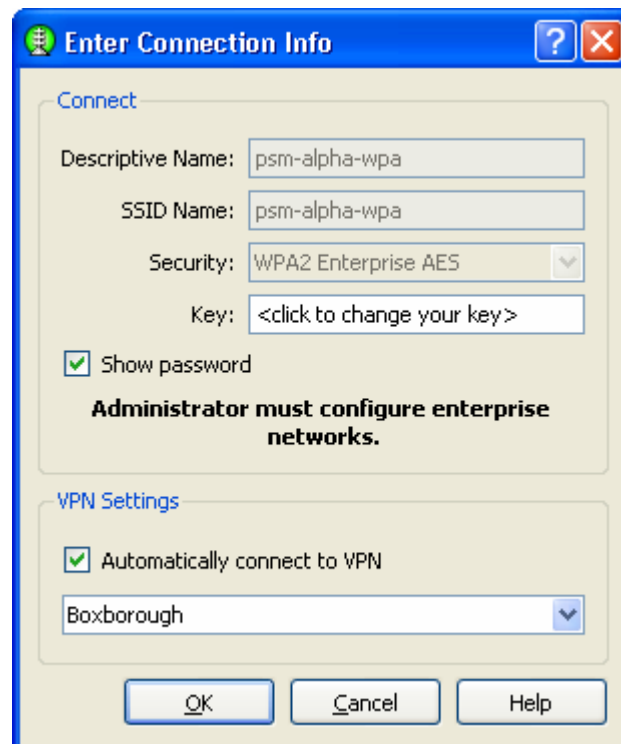 Enter Connection Info
Connect
Descriptive Name: psm-alpha-wpa
SSID Name: psm-alpha-wpa
Security: WPA2 Enterprise AES
Key: <click to change your key>
Show password
Administrator must configure enterprise
networks.
VPN Settings
Automatically connect to VPN
Boxborough
OK Cancel Help